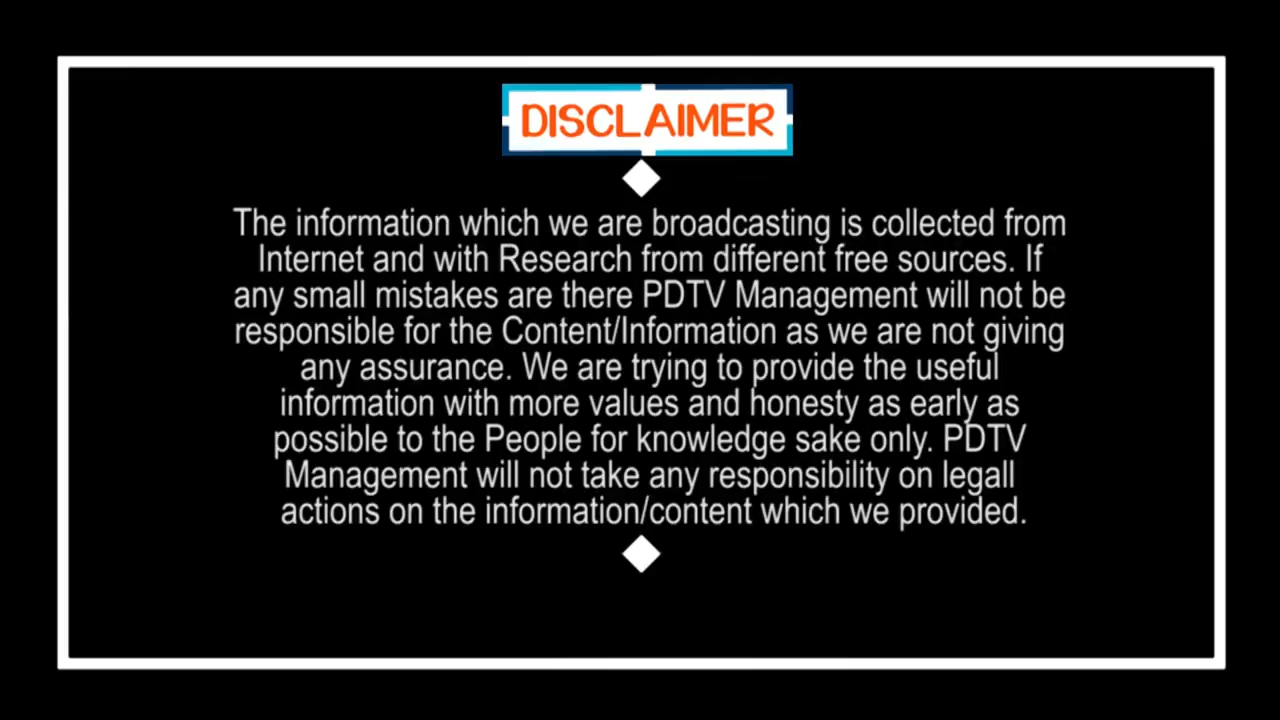 DISCLAIMER
The information which we are broadcasting is collected from
Internet and with Research from different free sources. If
any small mistakes are there PDTV Management will not be
responsible for the Content/Information as we are not giving
any assurance. We are trying to provide the useful
information with more values and honesty as early as
possible to the People for knowledge sake only. PDTV
Management will not take any responsibility on legall
actions on the information/content which we provided.